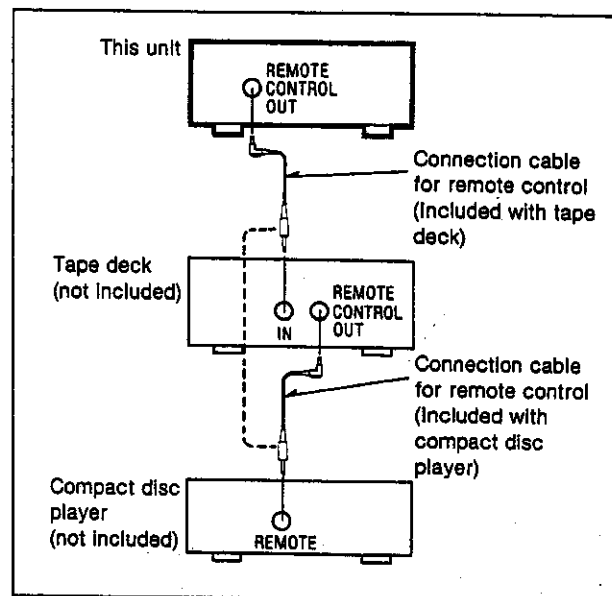 This unit
REMOTE
CONTROL
OUT
Connection cable
for remote control
(Included with tape
deck)
Tape deck
(not included)
IN
REMOTE
CONTROL
OUT
Connection cable
for remote control
(Included with
compact disc
player)
Compact disc
player
(not included)
REMOTE